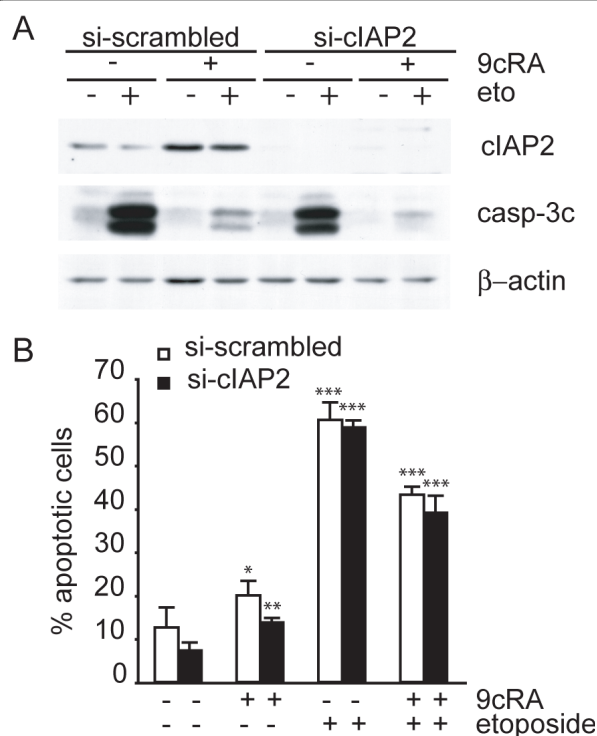 A
si-scrambled si-cIAP2
- + - + 9cRA
- + - + - + - + eto
cIAP2
casp-3c
β–actin
B
si-scrambled
si-cIAP2
% apoptotic cells
70
60
50
40
30
20
10
0
* ** *** *** *** ***
- - + + - - + + 9cRA
- - - - + + + + etoposide